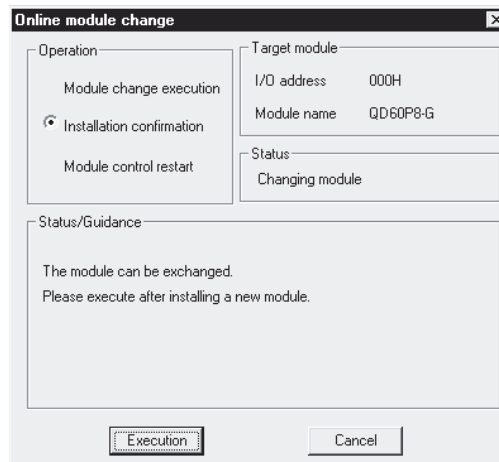 Online module change
Operation
Module change execution
Installation confirmation
Module control restart
Target module
I/O address 000H
Module name QD60P8-G
Status
Changing module
Status/Guidance
The module can be exchanged.
Please execute after installing a new module.
Execution Cancel